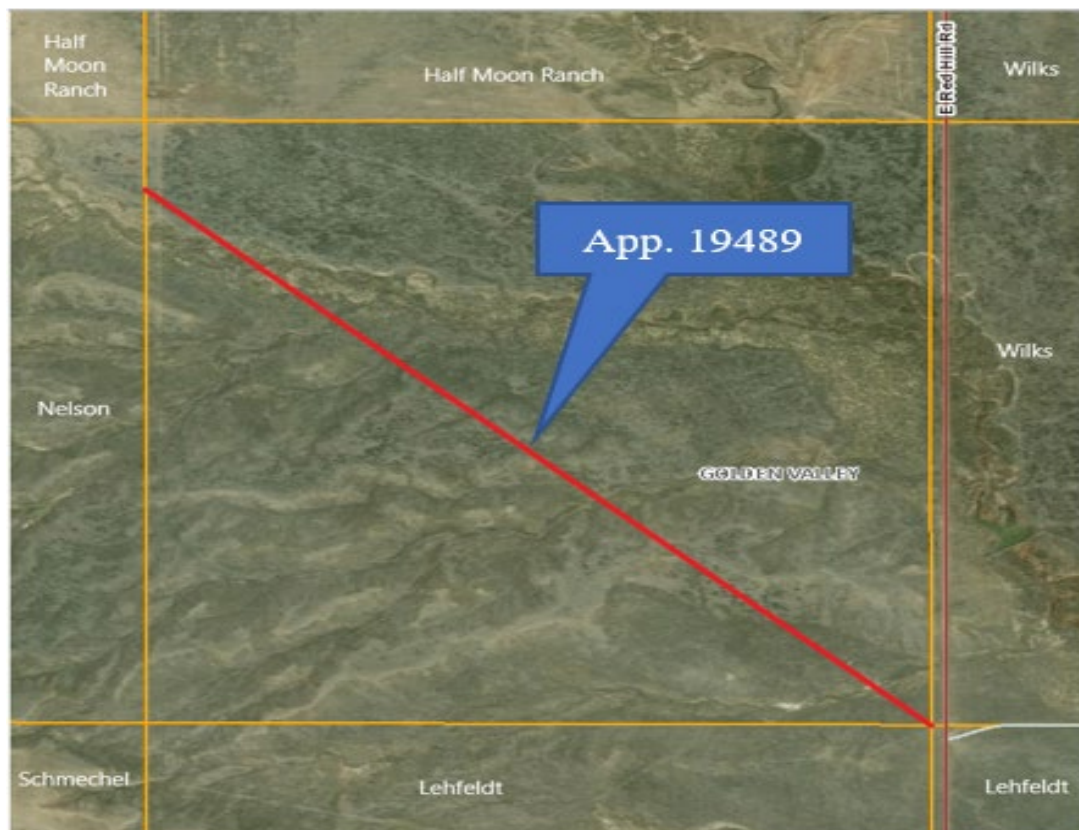 Half
Moon
Ranch
Half Moon Ranch
E Red Hill Rd
Wilks
App. 19489
Wilks
Nelson
GOLDEN VALLEY
Schmechel
Lehfeldt
Lehfeldt